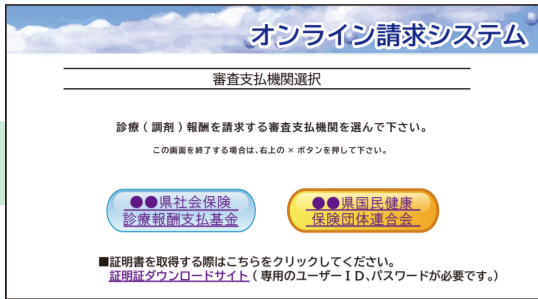 オンライン請求システム
審査支払機関選択
診療(調剤)報酬を請求する審査支払機関を選んで下さい。
この画面を終了する場合は、右上の × ボタンを押して下さい。
●●県社会保険
診療報酬支払基金
●●県国民健康
保険団体連合会
■証明書を取得する際はこちらをクリックしてください。
証明証ダウンロードサイト(専用のユーザーID、パスワードが必要です。)